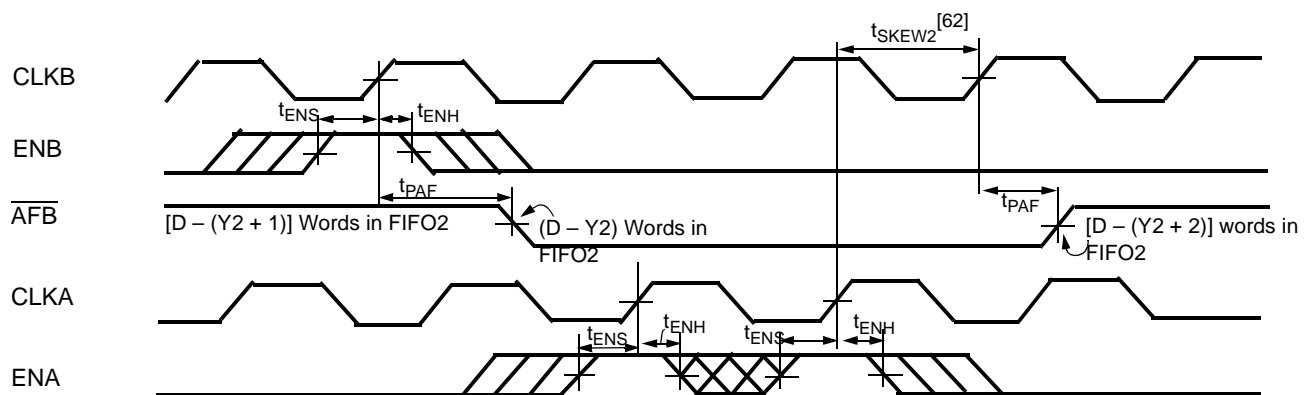 tSKEW2[62]
CLKB
tENS tENH
ENB
tPAF tPAF
AFB
[D – (Y2 + 1)] Words in FIFO2 (D – Y2) Words in [D – (Y2 + 2)] words in
FIFO2 FIFO2
CLKA
tENS tENH tENS tENH
ENA